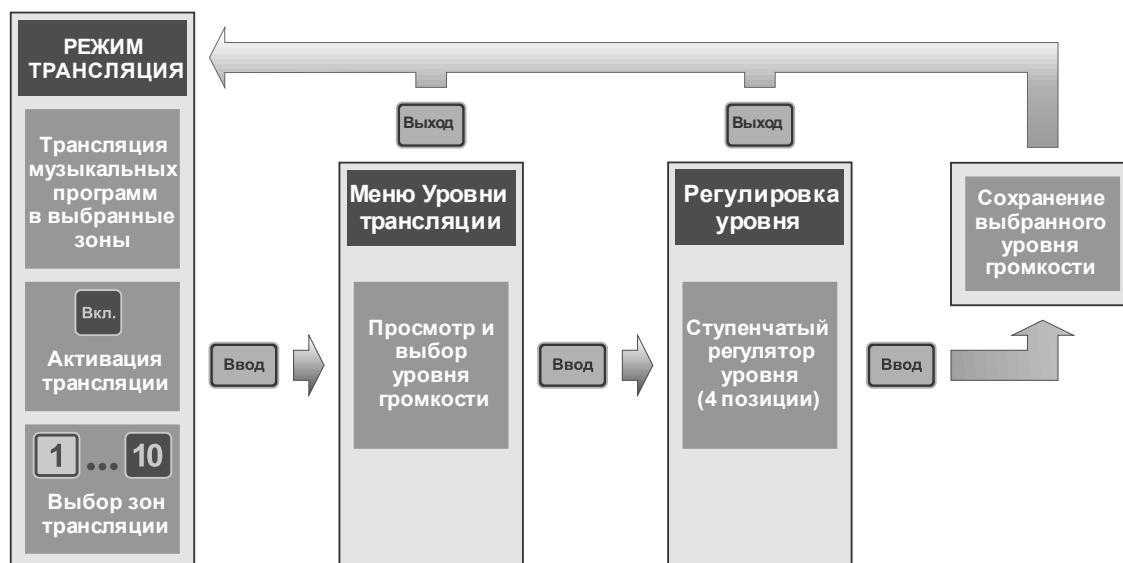 РЕЖИМ
ТРАНСЛЯЦИЯ
Трансляция
музыкальных
программ
в выбранные
зоны
Вкл.
Активация
трансляции
1 ... 10
Выбор зон
трансляции
Ввод
Выход
Меню Уровни
трансляции
Просмотр и
выбор
уровня
громкости
Ввод
Выход
Регулировка
уровня
Ступенчатый
регулятор
уровня
(4 позиции)
Ввод
Сохранение
выбранного
уровня
громкости